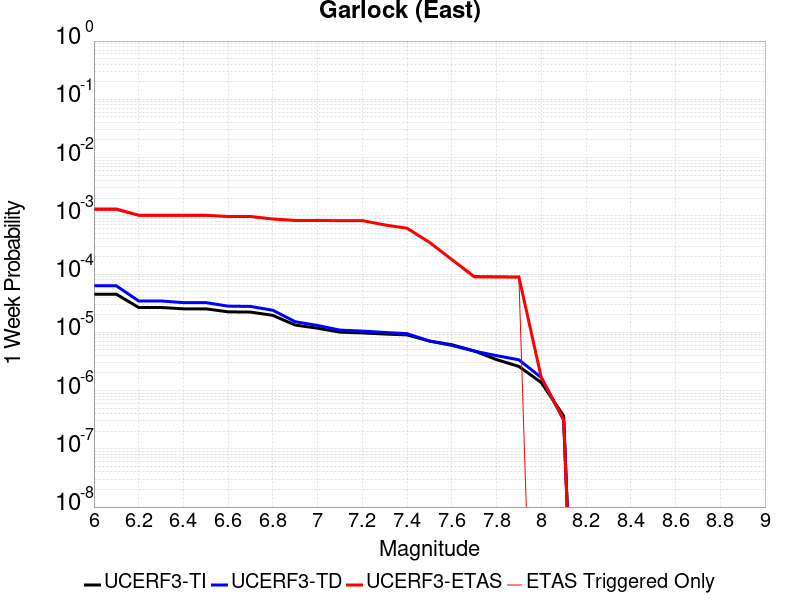 Garlock (East)
10^0
10^-1
10^-2
10^-3
10^-4
10^-5
10^-6
10^-7
10^-8
1 Week Probability
6 6.2 6.4 6.6 6.8 7 7.2 7.4 7.6 7.8 8 8.2 8.4 8.6 8.8 9
Magnitude
UCERF3-TI UCERF3-TD UCERF3-ETAS ETAS Triggered Only